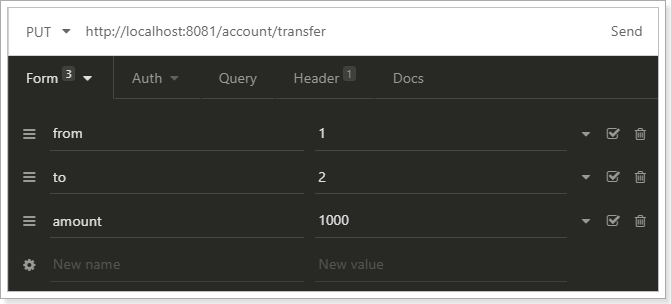 PUT http://localhost:8081/account/transfer Send
Form 3 Auth Query Header 1 Docs
from 1
to 2
amount 1000
New name New value